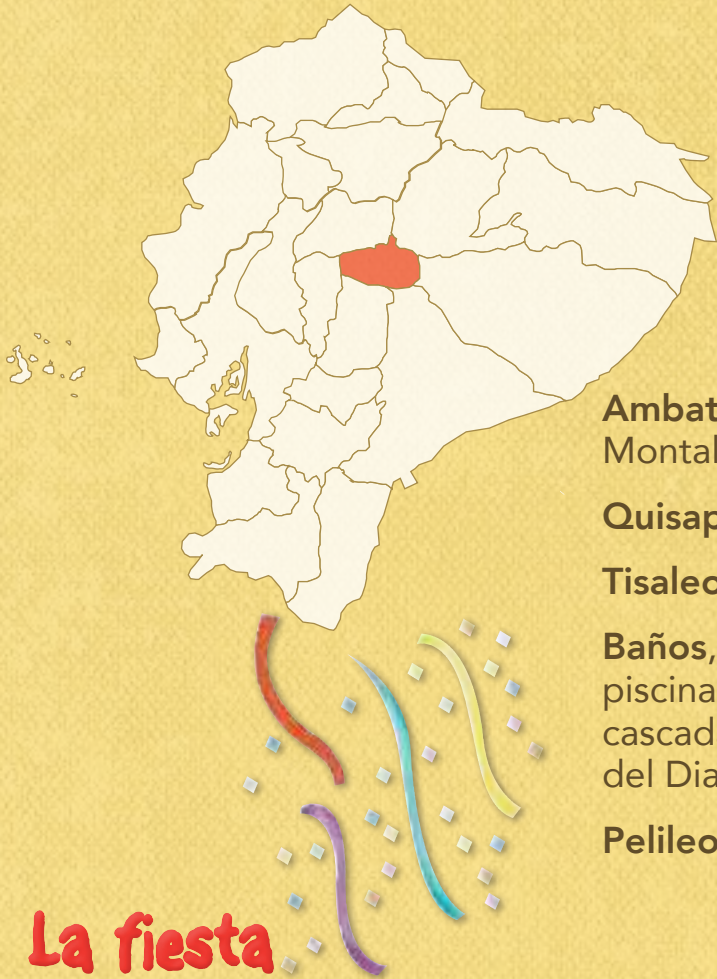 Ambat
Montal
Quisap
Tisaleo
Baños,
piscina
cascad
del Dia
Pelileo
La fiesta